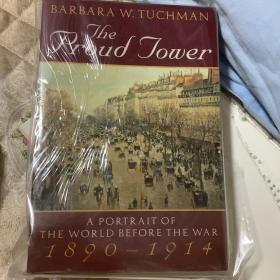 BARBARA W. TUCHMAN
The
Proud Tower
A PORTRAIT OF
THE WORLD BEFORE THE WAR
1890–1914